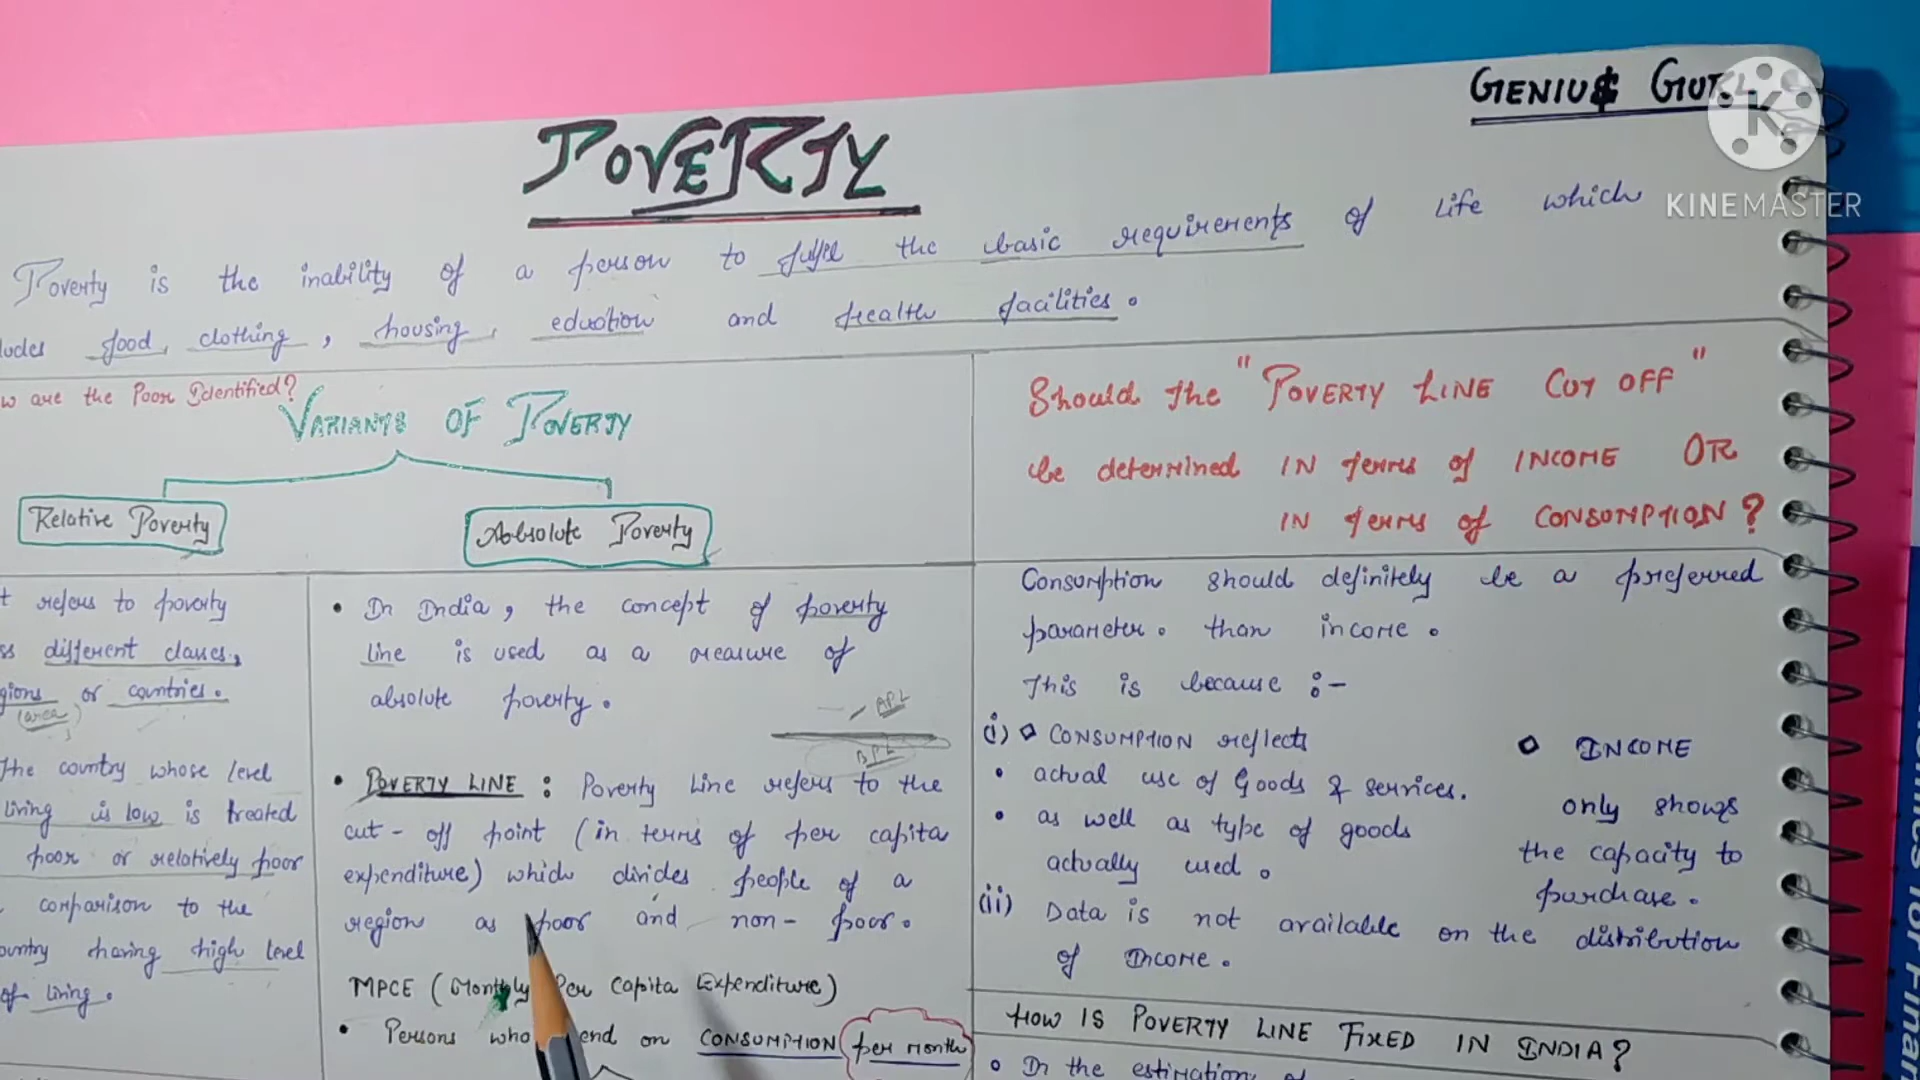 GENIU$
KINEMASTER
POVERTY
Poverty is the inability of a person to fulfil the basic requirements of life which
ludes food, clothing, housing, education and health facilities.
w are the Poor Identified?
VARIANTS OF POVERTY
Relative Poverty
Absolute Poverty
t refers to poverty
ss different classes,
gions or countries.
(area)
The country whose level
living is low is treated
poor or relatively poor
comparison to the
ountry having high level
of living.
• In India, the concept of poverty
line is used as a measure of
absolute poverty.
APL
BPL
• POVERTY LINE : Poverty Line refers to the
cut-off point (in terms of per capita
expenditure) which divides people of a
region as poor and non-poor.
MPCE (Monthly Per Capita Expenditure)
• Persons who end on CONSUMPTION per month
Should the "POVERTY LINE CUT OFF"
be determined IN terms of INCOME OR
IN terms of CONSUMPTION?
Consumption should definitely be a preferred
parameter. than income.
This is because :-
(i) ◇ CONSUMPTION reflects
• actual use of Goods & services.
• as well as type of goods
actually used.
◇ INCOME
only shows
the capacity to
purchase.
(ii) Data is not available on the distribution
of Income.
HOW IS POVERTY LINE FIXED IN INDIA?
• In the estimation of